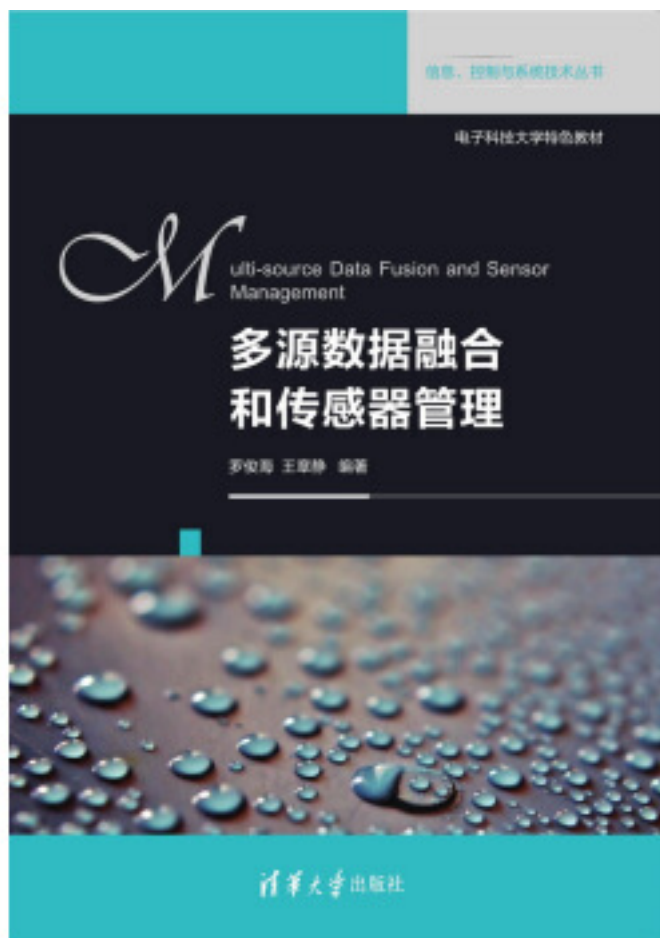 信息、控制与系统技术丛书
电子科技大学特色教材
Multi-source Data Fusion and Sensor
Management
多源数据融合
和传感器管理
罗俊海 王章静 编著
清华大学出版社